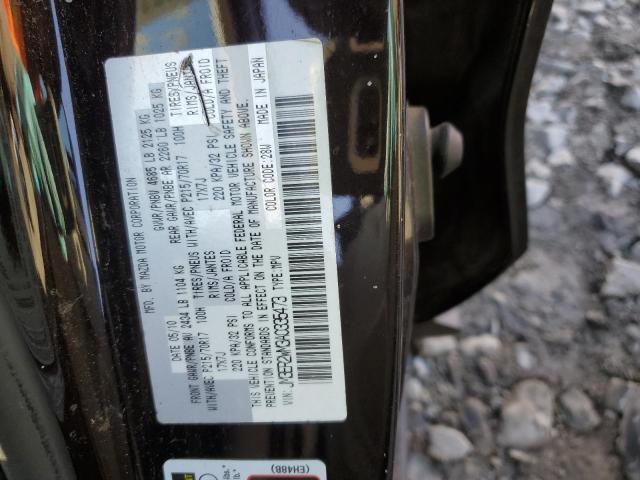 MFD. BY MAZDA MOTOR CORPORATION
DATE 05/10 GVWR/PNBV 4685 LB 2125 KG
FRONT GAWR/PNBE AV 2434 LB 1104 KG REAR GAWR/PNBE AR 2260 LB 1025 KG
WITH/AVEC P215/70R17 100H TIRES/PNEUS WITH/AVEC P215/70R17 100H TIRES/PNEUS
17X7J RIMS/JANTES 17X7J RIMS/JANTES
220 KPA/32 PSI COLD/A FROID 220 KPA/32 PSI COLD/A FROID
THIS VEHICLE CONFORMS TO ALL APPLICABLE FEDERAL MOTOR VEHICLE SAFETY AND THEFT
PREVENTION STANDARDS IN EFFECT ON THE DATE OF MANUFACTURE SHOWN ABOVE.
VIN: TYPE:MPV COLOR CODE:28W MADE IN JAPAN
(EH48B)